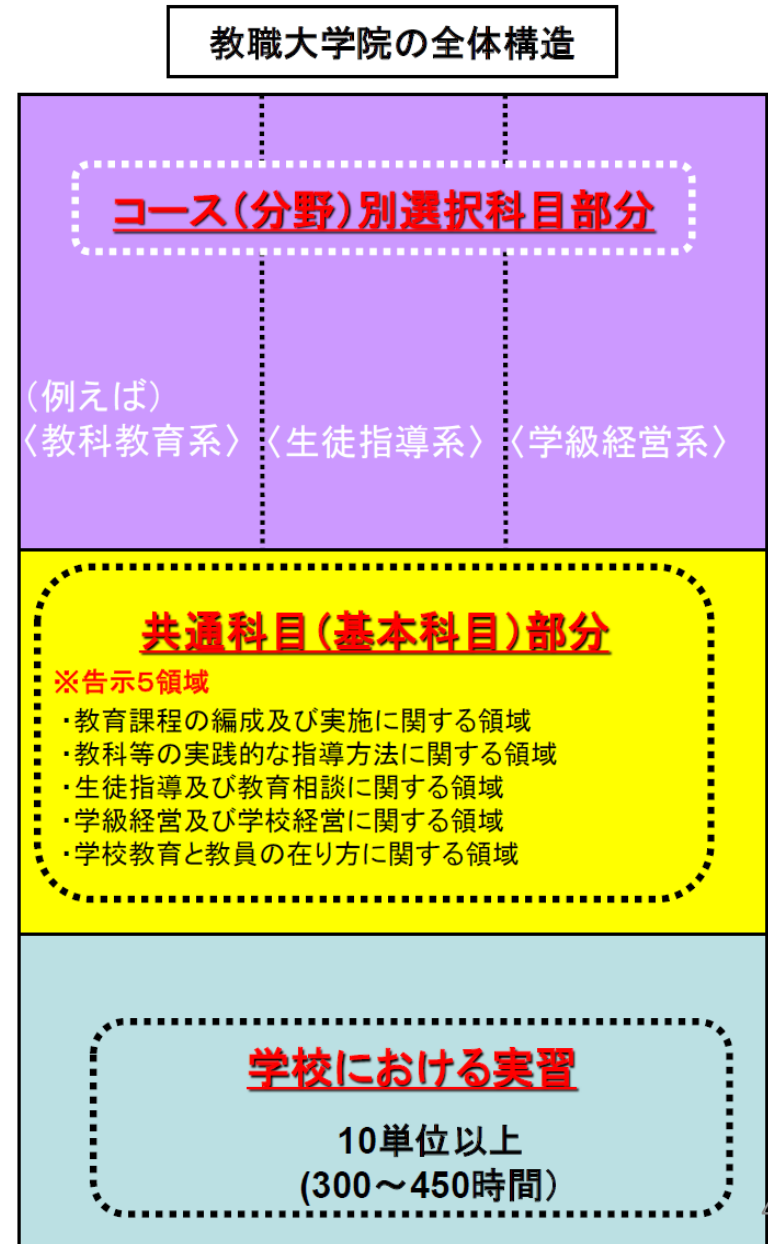 教職大学院の全体構造
コース(分野)別選択科目部分
(例えば)
〈教科教育系〉〈生徒指導系〉〈学級経営系〉
共通科目(基本科目)部分
※告示5領域
・教育課程の編成及び実施に関する領域
・教科等の実践的な指導方法に関する領域
・生徒指導及び教育相談に関する領域
・学級経営及び学校経営に関する領域
・学校教育と教員の在り方に関する領域
学校における実習
10単位以上
(300～450時間)